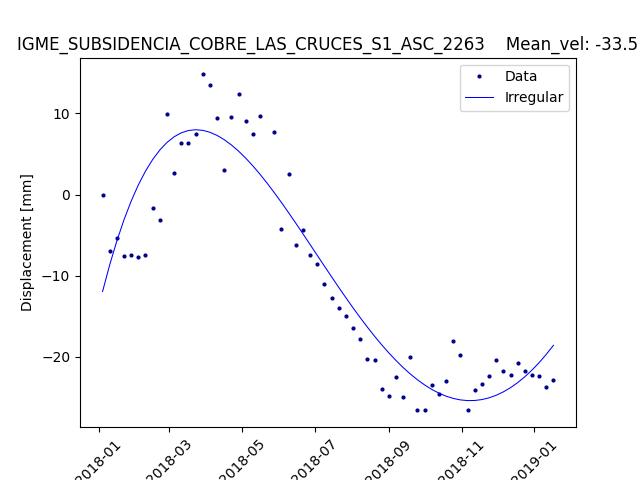 IGME_SUBSIDENCIA_COBRE_LAS_CRUCES_S1_ASC_2263    Mean_vel: -33.5
Data
Irregular
Displacement [mm]
10
0
−10
−20
2018-01
2018-03
2018-05
2018-07
2018-09
2018-11
2019-01